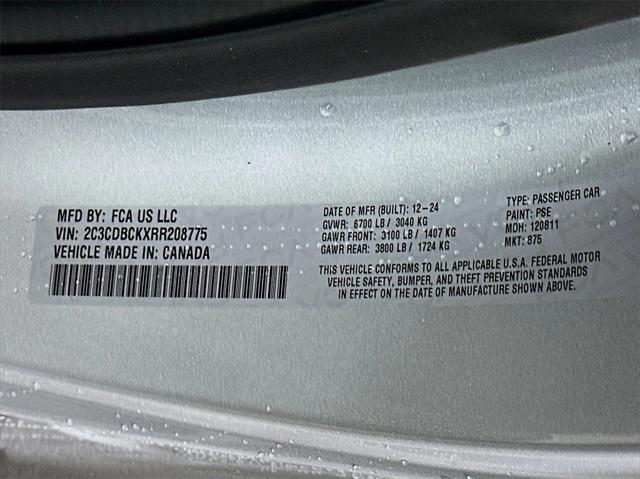 MFD BY: FCA US LLC
VIN: 2C3CDBCKXRR208775
VEHICLE MADE IN: CANADA
DATE OF MFR (BUILT): 12-24
GVWR: 6700 LB / 3040 KG
GAWR FRONT: 3100 LB / 1407 KG
GAWR REAR: 3800 LB / 1724 KG
TYPE: PASSENGER CAR
PAINT: PSE
MDH: 120811
MKT: 875
THIS VEHICLE CONFORMS TO ALL APPLICABLE U.S.A. FEDERAL MOTOR
VEHICLE SAFETY, BUMPER, AND THEFT PREVENTION STANDARDS
IN EFFECT ON THE DATE OF MANUFACTURE SHOWN ABOVE.